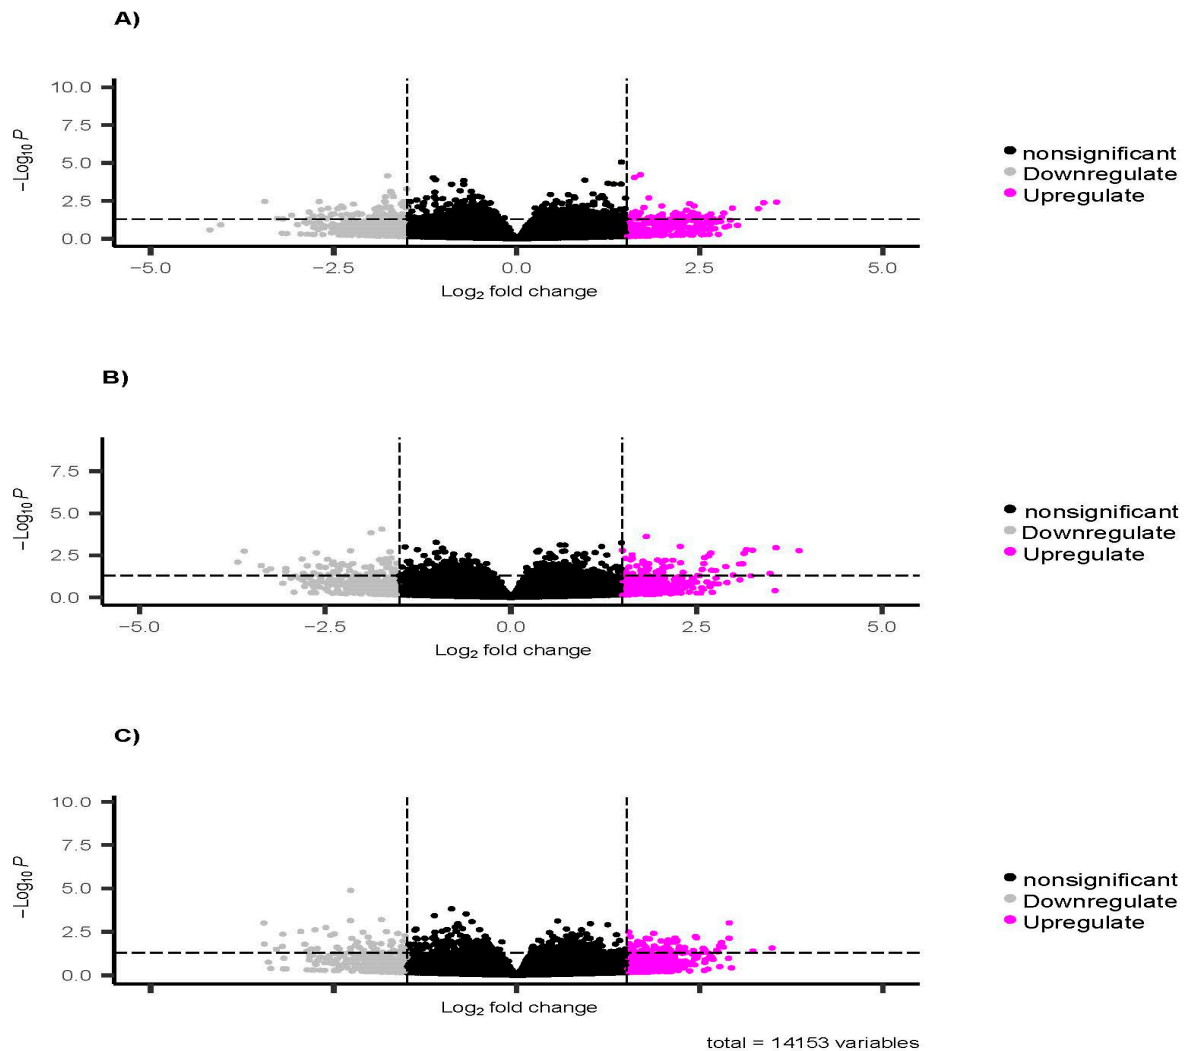 A)
10.0
7.5
5.0
2.5
0.0
−Log₁₀ P
−5.0 −2.5 0.0 2.5 5.0
Log₂ fold change
nonsignificant
Downregulate
Upregulate
B)
7.5
5.0
2.5
0.0
−Log₁₀ P
−5.0 −2.5 0.0 2.5 5.0
Log₂ fold change
nonsignificant
Downregulate
Upregulate
C)
10.0
7.5
5.0
2.5
0.0
−Log₁₀ P
Log₂ fold change
nonsignificant
Downregulate
Upregulate
total = 14153 variables